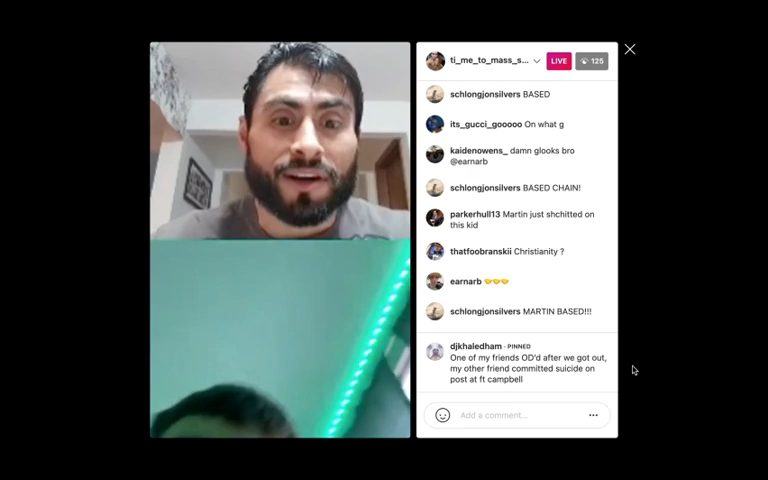 ti_me_to_mass_s...
LIVE
125
schlongjonsilvers BASED
its_gucci_gooooo On what g
kaidenowens_ damn glooks bro
@earnarb
schlongjonsilvers BASED CHAIN!
parkerhull13 Martin just shchitted on
this kid
thatfoobranskii Christianity ?
earnarb 🤝🤝🤝
schlongjonsilvers MARTIN BASED!!!
djkhaledham · PINNED
One of my friends OD'd after we got out,
my other friend committed suicide on
post at ft campbell
Add a comment...